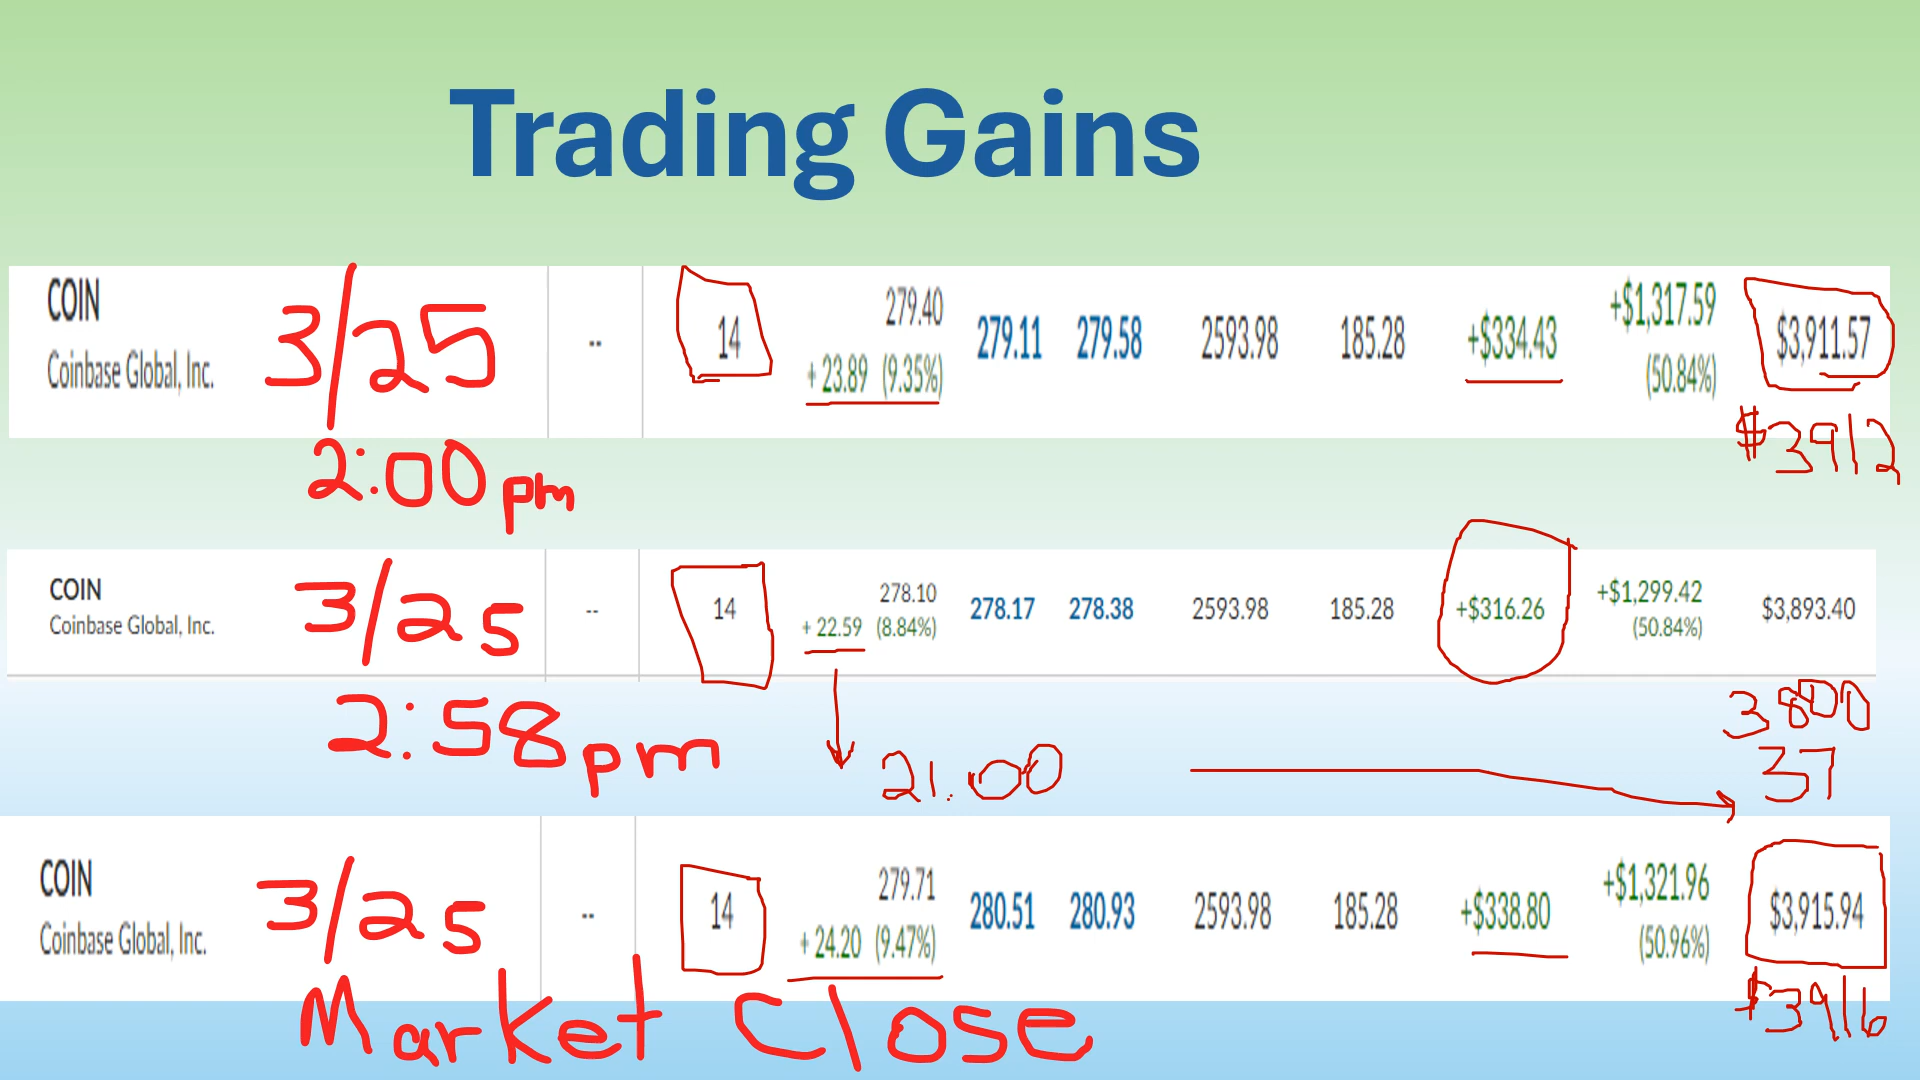 Trading Gains
COIN 3/25 -- 14 279.40 279.11 279.58 2593.98 185.28 +$334.43 +$1,317.59 $3,911.57
Coinbase Global, Inc. + 23.89 (9.35%) (50.84%)
$3912
2:00 pm
COIN 3/25 -- 14 278.10 278.17 278.38 2593.98 185.28 +$316.26 +$1,299.42 $3,893.40
Coinbase Global, Inc. + 22.59 (8.84%) (50.84%)
3800
2:58 pm 21.00 37
COIN 3/25 -- 14 279.71 280.51 280.93 2593.98 185.28 +$338.80 +$1,321.96 $3,915.94
Coinbase Global, Inc. + 24.20 (9.47%) (50.96%)
Market Close $3916